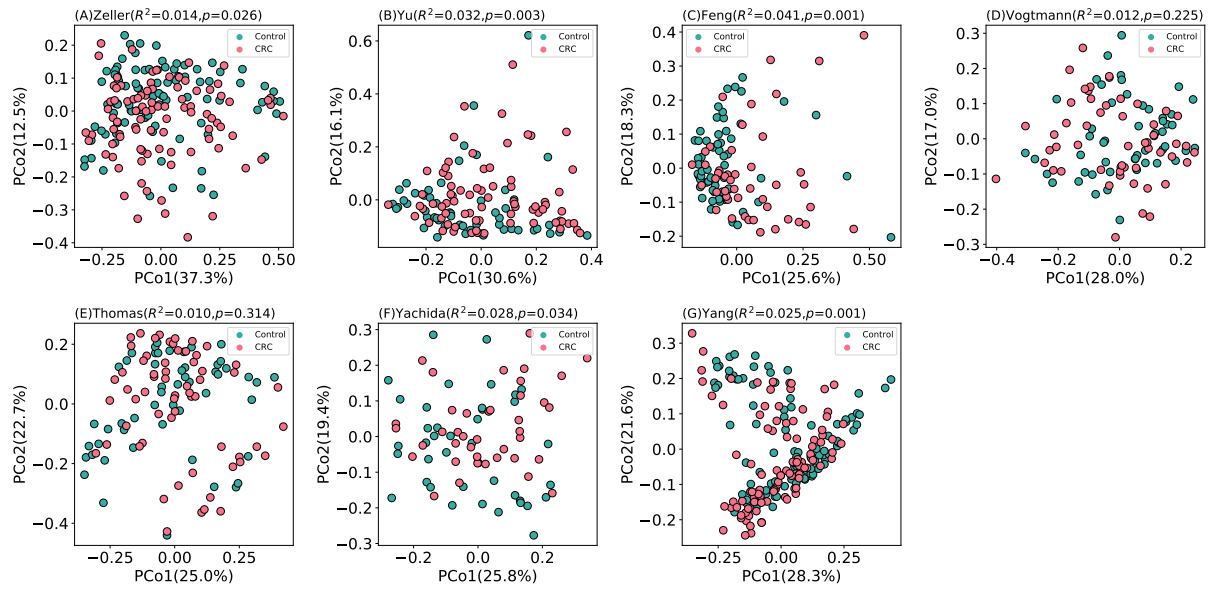 (A)Zeller(R²=0.014,p=0.026)
Control
CRC
0.2
0.1
0.0
−0.1
−0.2
−0.3
−0.4
PCo2(12.5%)
−0.25
0.00
0.25
0.50
PCo1(37.3%)
(B)Yu(R²=0.032,p=0.003)
Control
CRC
0.6
0.4
0.2
0.0
PCo2(16.1%)
−0.2
0.0
0.2
0.4
PCo1(30.6%)
(C)Feng(R²=0.041,p=0.001)
Control
CRC
0.4
0.3
0.2
0.1
0.0
−0.1
−0.2
PCo2(18.3%)
0.00
0.25
0.50
PCo1(25.6%)
(D)Vogtmann(R²=0.012,p=0.225)
Control
CRC
0.3
0.2
0.1
0.0
−0.1
−0.2
−0.3
PCo2(17.0%)
−0.4
−0.2
0.0
0.2
PCo1(28.0%)
(E)Thomas(R²=0.010,p=0.314)
Control
CRC
0.2
0.0
−0.2
−0.4
PCo2(22.7%)
−0.25
0.00
0.25
PCo1(25.0%)
(F)Yachida(R²=0.028,p=0.034)
Control
CRC
0.3
0.2
0.1
0.0
−0.1
−0.2
−0.3
PCo2(19.4%)
−0.2
0.0
0.2
PCo1(25.8%)
(G)Yang(R²=0.025,p=0.001)
Control
CRC
0.3
0.2
0.1
0.0
−0.1
−0.2
PCo2(21.6%)
−0.25
0.00
0.25
PCo1(28.3%)